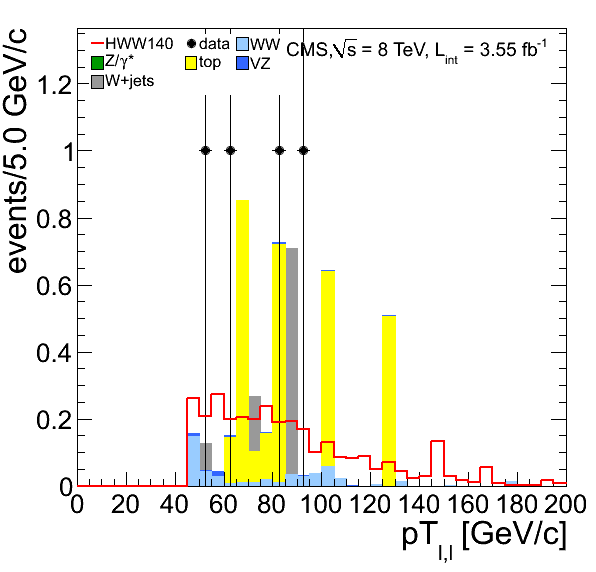 HWW140 data WW CMS,√s = 8 TeV, L_int = 3.55 fb⁻¹
Z/γ* top VZ
W+jets
events/5.0 GeV/c
1.2
1
0.8
0.6
0.4
0.2
0
0 20 40 60 80 100 120 140 160 180 200
pT_l,l [GeV/c]